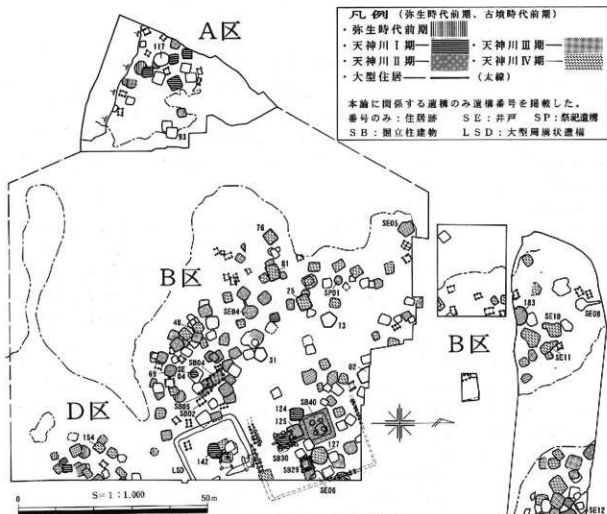 凡例 (弥生時代前期、古墳時代前期)
・弥生時代前期
・天神川Ⅰ期 ・天神川Ⅲ期
・天神川Ⅱ期 ・天神川Ⅳ期
・大型住居 (太線)
本論に関係する遺構のみ遺構番号を掲載した。
番号のみ:住居跡 SE:井戸 SP:祭祀遺構
SB:掘立柱建物 LSD:大型周溝状遺構
A区
117
93
B区
76
81
SE05
25
SP01
SE04
13
48
31
SB04
69
SE
SB05
SB02
62
B区
183
SE08
SE10
SE11
SE12
D区
154
SB40
124
125
127
SB30
SB29
142
LSD
SE06
S=1:1,000
0 50m